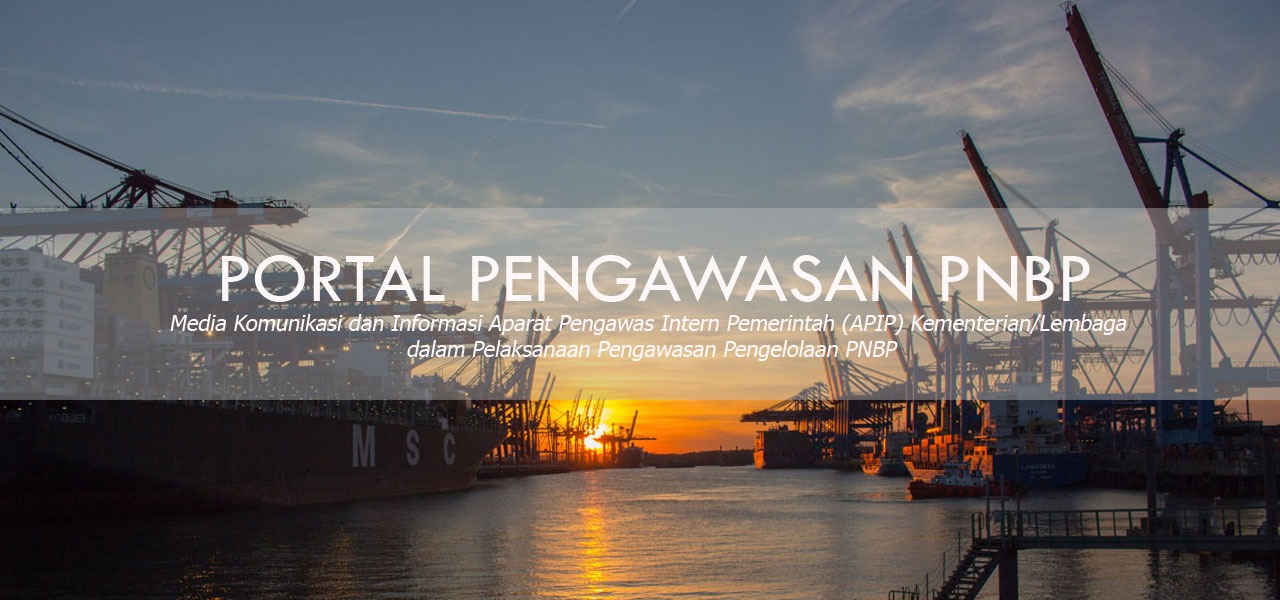 PORTAL PENGAWASAN PNBP
Media Komunikasi dan Informasi Aparat Pengawas Intern Pemerintah (APIP) Kementerian/Lembaga
dalam Pelaksanaan Pengawasan Pengelolaan PNBP
M S C